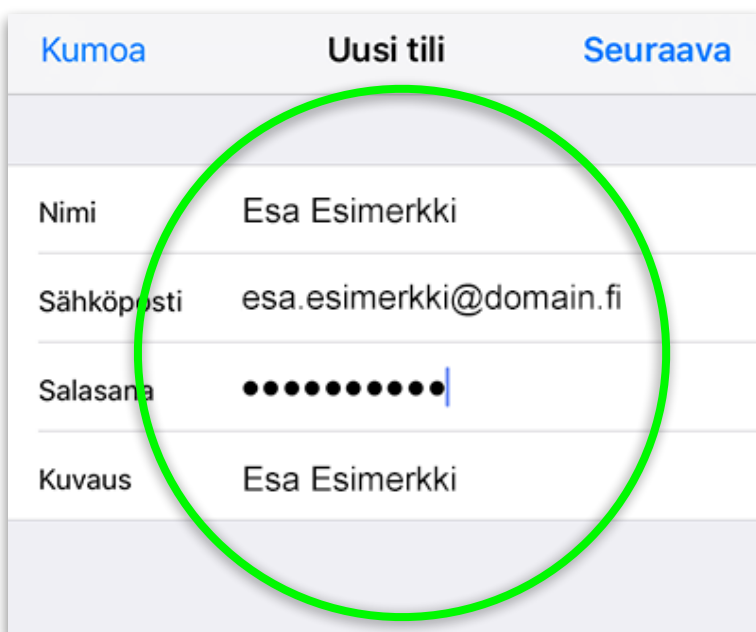 Kumoa Uusi tili Seuraava
Nimi Esa Esimerkki
Sähköposti esa.esimerkki@domain.fi
Salasana ●●●●●●●●●●
Kuvaus Esa Esimerkki